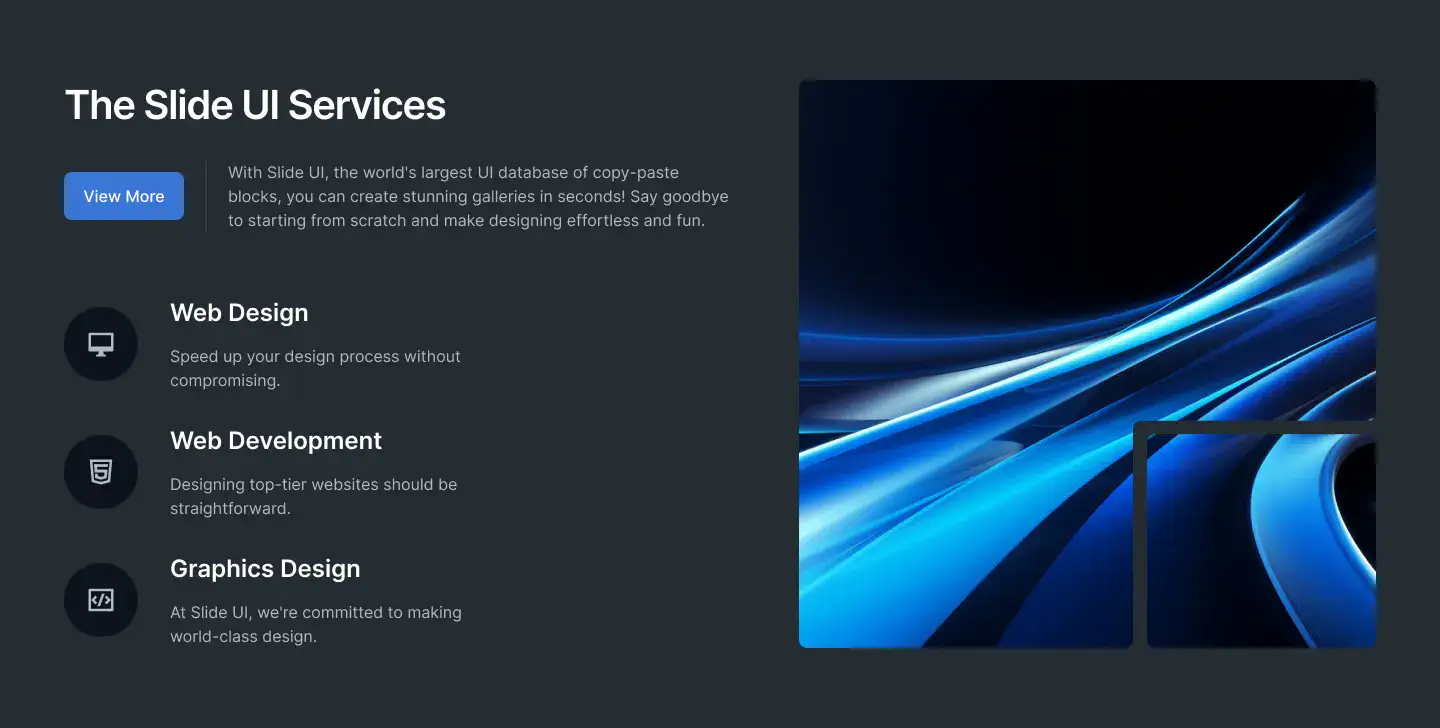 The Slide UI Services
View More
With Slide UI, the world's largest UI database of copy-paste
blocks, you can create stunning galleries in seconds! Say goodbye
to starting from scratch and make designing effortless and fun.
Web Design
Speed up your design process without
compromising.
Web Development
Designing top-tier websites should be
straightforward.
Graphics Design
At Slide UI, we're committed to making
world-class design.